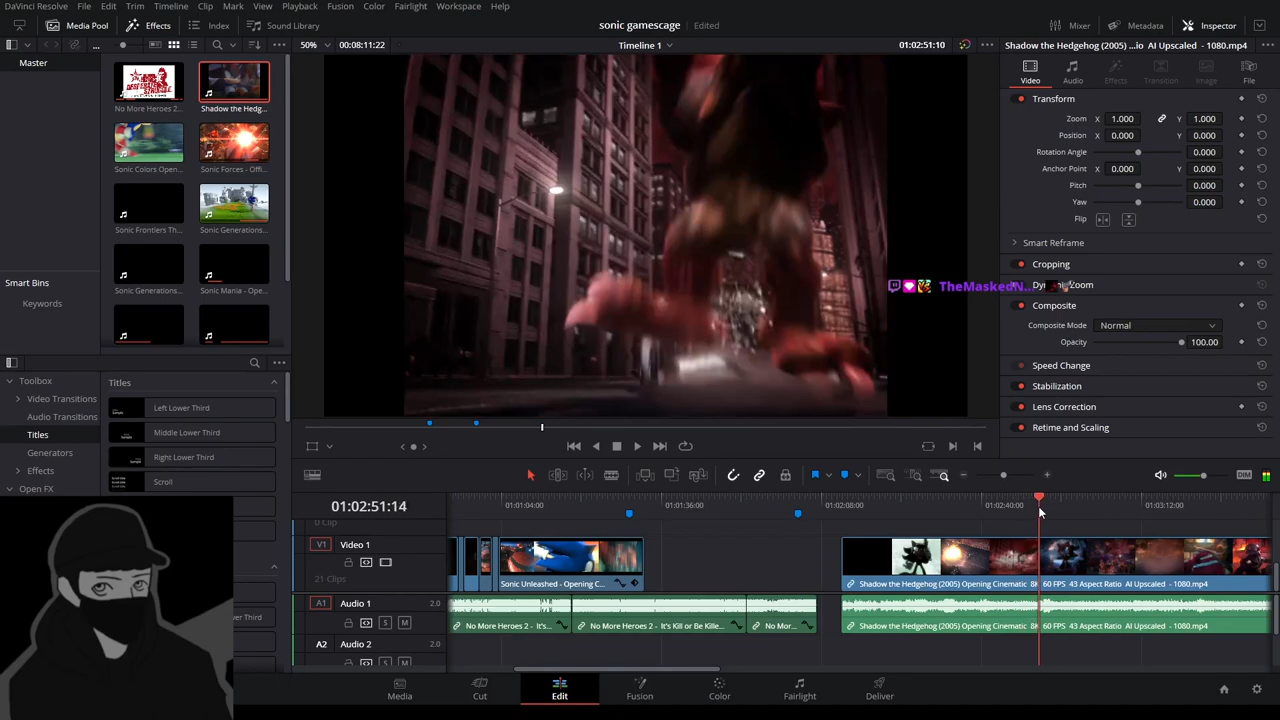 DaVinci Resolve File Edit Trim Timeline Clip Mark View Playback Fusion Color Fairlight Workspace Help
Media Pool Effects Index Sound Library sonic gamescage Edited Mixer Metadata Inspector
... 50% 00:08:11:22 Timeline 1 01:02:51:10 Shadow the Hedgehog (2005) ...io AI Upscaled - 1080.mp4
Master
No More Heroes 2... Shadow the Hedg...
Sonic Colors Open... Sonic Forces - Offi...
Sonic Frontiers Th... Sonic Generations...
Sonic Generations... Sonic Mania - Ope...
Smart Bins
Keywords
Video Audio Effects Transition Image File
Transform
Zoom X 1.000 Y 1.000
Position X 0.000 Y 0.000
Rotation Angle 0.000
Anchor Point X 0.000 Y 0.000
Pitch 0.000
Yaw 0.000
Flip
Smart Reframe
Cropping
TheMaskedN...
Composite
Composite Mode Normal
Opacity 100.00
Speed Change
Stabilization
Lens Correction
Retime and Scaling
Toolbox
Video Transitions
Audio Transitions
Titles
Generators
Effects
Open FX
Titles
Left Lower Third
Middle Lower Third
Right Lower Third
Scroll
DIM
01:02:51:14 01:01:04:00 01:01:36:00 01:02:08:00 01:02:40:00 01:03:12:00
0 Clip
V1 Video 1
21 Clips
Sonic Unleashed - Opening C... Shadow the Hedgehog (2005) Opening Cinematic 8K 60 FPS 43 Aspect Ratio AI Upscaled - 1080.mp4
A1 Audio 1 2.0
S M
No More Heroes 2 - It's... No More Heroes 2 - It's Kill or Be Kille... No Mor... Shadow the Hedgehog (2005) Opening Cinematic 8K 60 FPS 43 Aspect Ratio AI Upscaled - 1080.mp4
A2 Audio 2 2.0
Media Cut Edit Fusion Color Fairlight Deliver